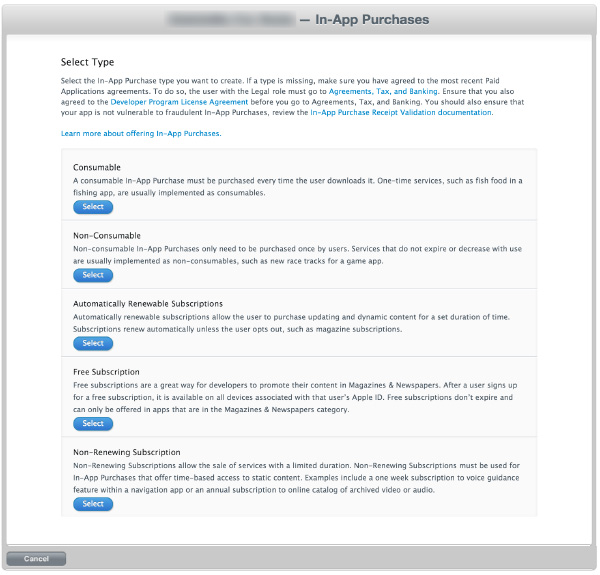 — In-App Purchases
Select Type
Select the In-App Purchase type you want to create. If a type is missing, make sure you have agreed to the most recent Paid
Applications agreements. To do so, the user with the Legal role must go to Agreements, Tax, and Banking. Ensure that you also
agreed to the Developer Program License Agreement before you go to Agreements, Tax, and Banking. You should also ensure that
your app is not vulnerable to fraudulent In-App Purchases, review the In-App Purchase Receipt Validation documentation.
Learn more about offering In-App Purchases.
Consumable
A consumable In-App Purchase must be purchased every time the user downloads it. One-time services, such as fish food in a
fishing app, are usually implemented as consumables.
Select
Non-Consumable
Non-consumable In-App Purchases only need to be purchased once by users. Services that do not expire or decrease with use
are usually implemented as non-consumables, such as new race tracks for a game app.
Select
Automatically Renewable Subscriptions
Automatically renewable subscriptions allow the user to purchase updating and dynamic content for a set duration of time.
Subscriptions renew automatically unless the user opts out, such as magazine subscriptions.
Select
Free Subscription
Free subscriptions are a great way for developers to promote their content in Magazines & Newspapers. After a user signs up
for a free subscription, it is available on all devices associated with that user's Apple ID. Free subscriptions don't expire and
can only be offered in apps that are in the Magazines & Newspapers category.
Select
Non-Renewing Subscription
Non-Renewing Subscriptions allow the sale of services with a limited duration. Non-Renewing Subscriptions must be used for
In-App Purchases that offer time-based access to static content. Examples include a one week subscription to voice guidance
feature within a navigation app or an annual subscription to online catalog of archived video or audio.
Select
Cancel